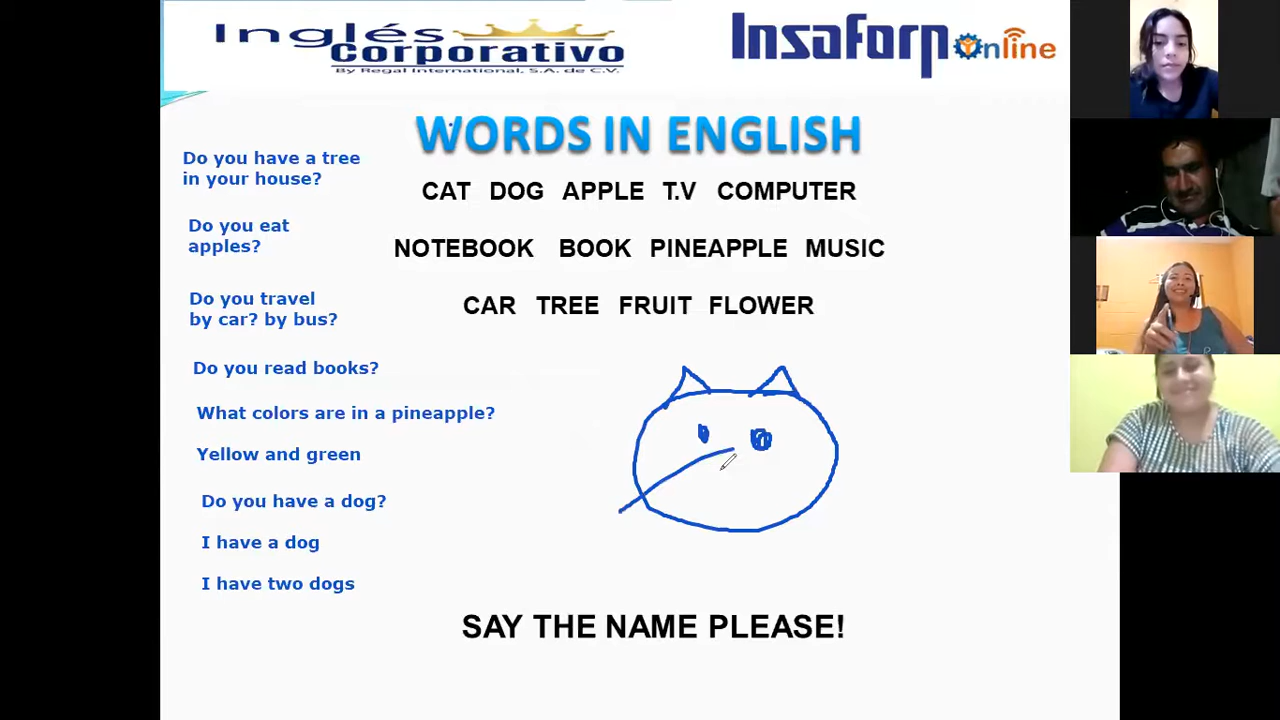 Inglés
Corporativo
By Regal International, S.A. de C.V.
Insaforp Online
WORDS IN ENGLISH
Do you have a tree
in your house?
CAT DOG APPLE T.V COMPUTER
Do you eat
apples?
NOTEBOOK BOOK PINEAPPLE MUSIC
Do you travel
by car? by bus?
CAR TREE FRUIT FLOWER
Do you read books?
What colors are in a pineapple?
Yellow and green
Do you have a dog?
I have a dog
I have two dogs
SAY THE NAME PLEASE!